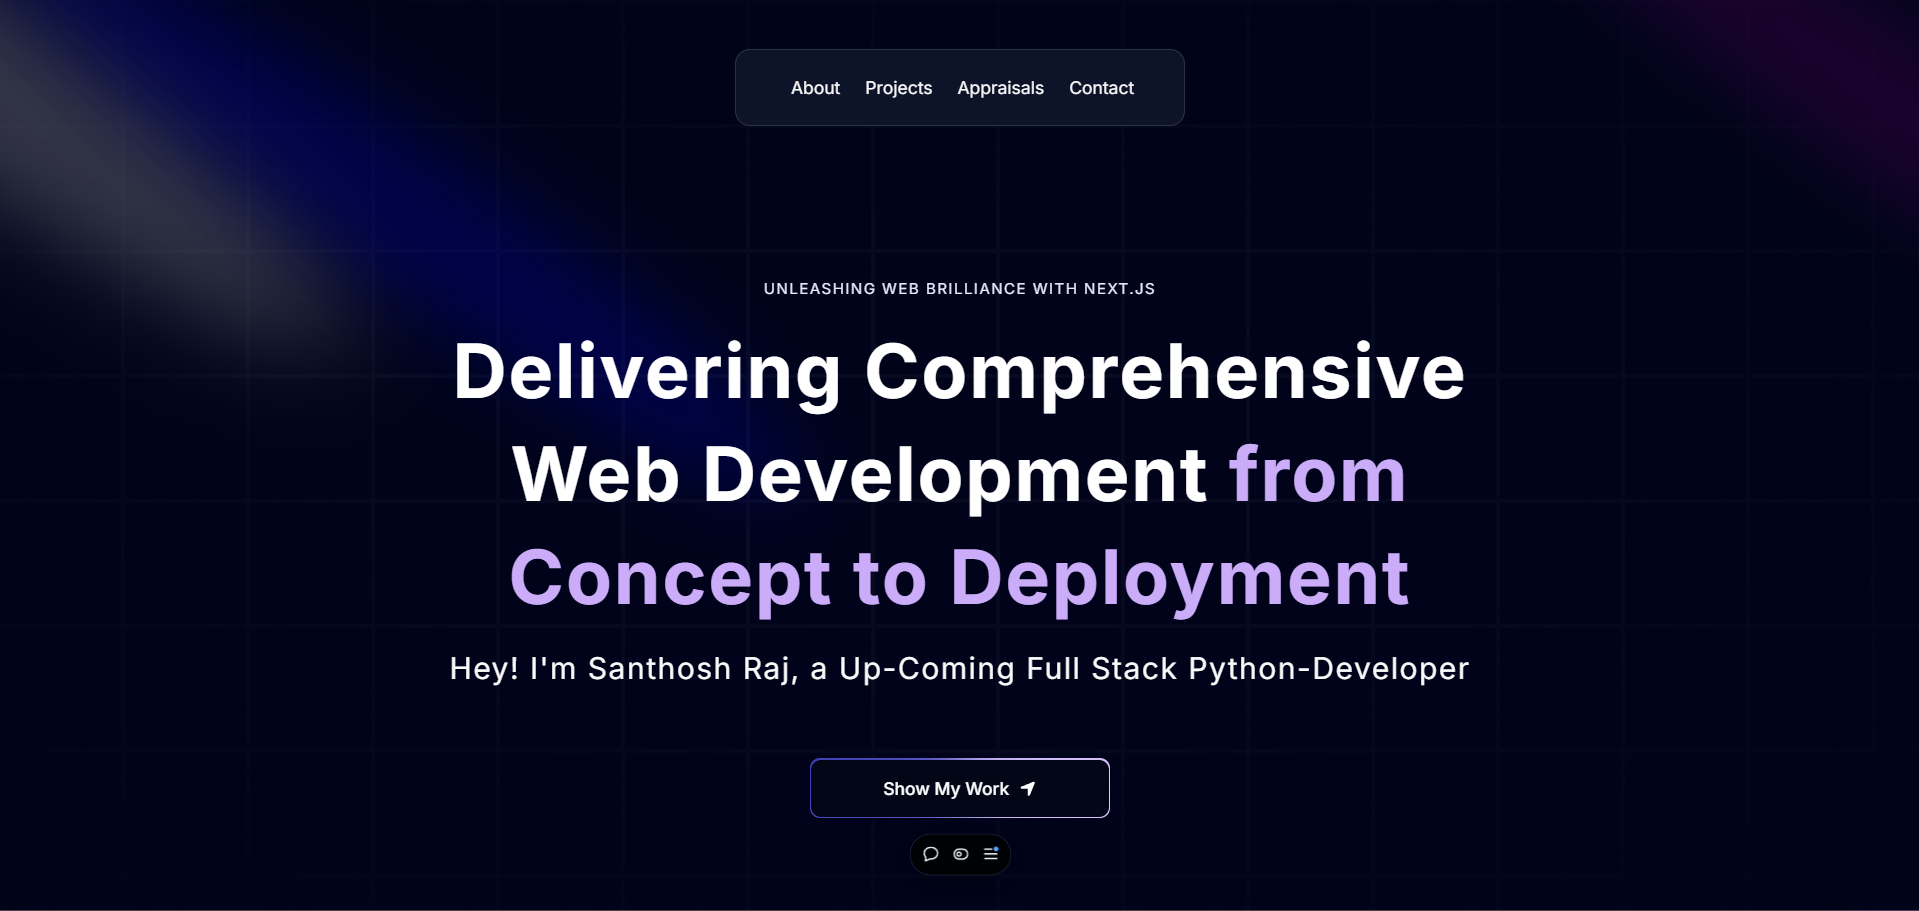 About Projects Appraisals Contact
UNLEASHING WEB BRILLIANCE WITH NEXT.JS
Delivering Comprehensive
Web Development from
Concept to Deployment
Hey! I'm Santhosh Raj, a Up-Coming Full Stack Python-Developer
Show My Work